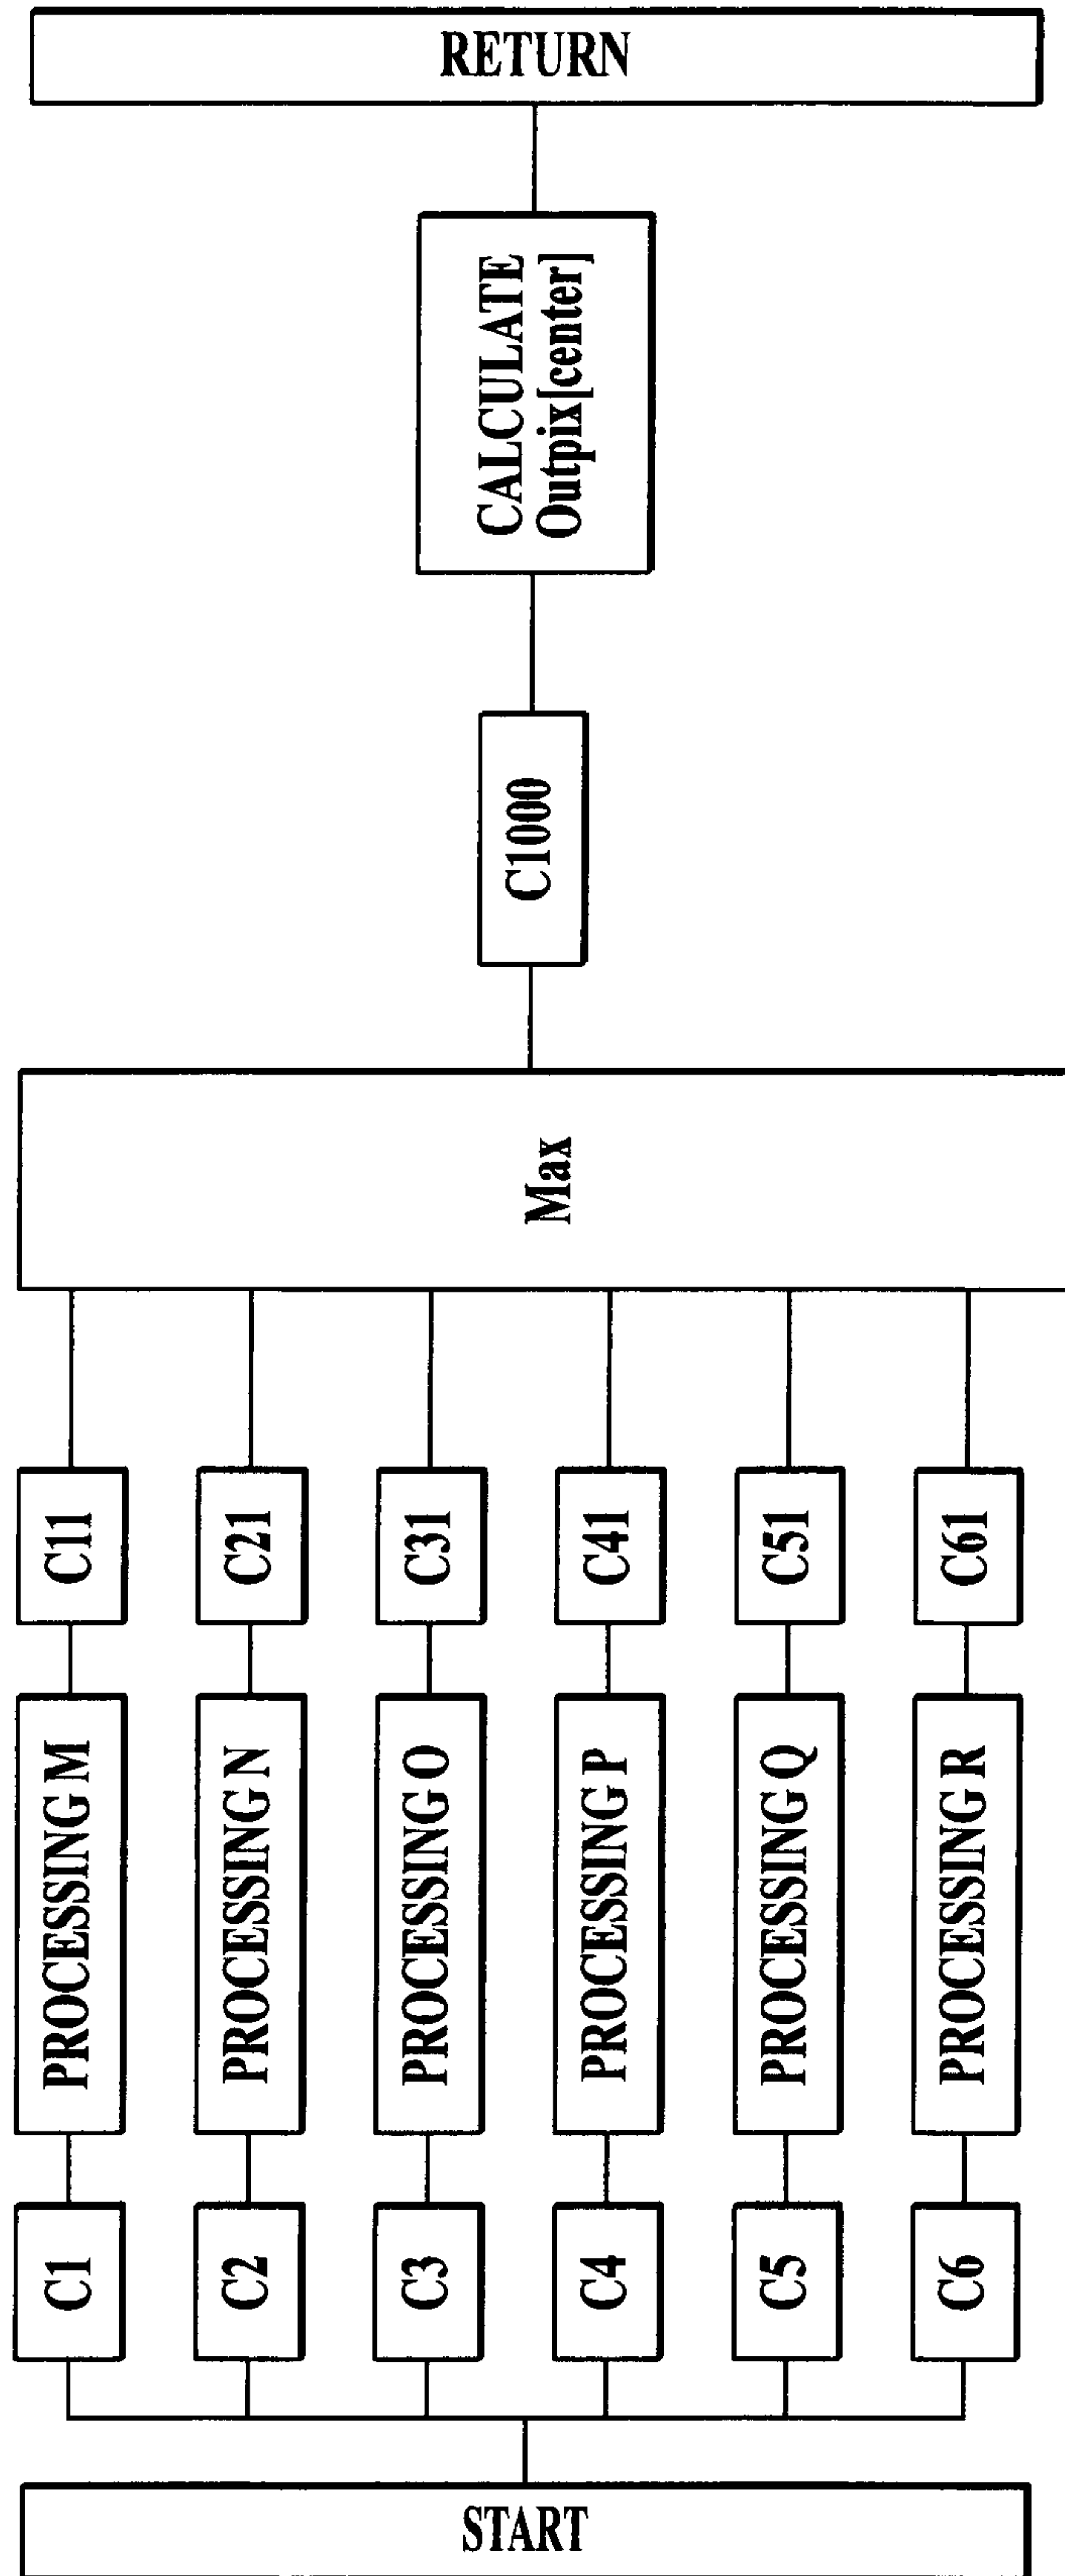 START
C1
PROCESSING M
C11
C2
PROCESSING N
C21
C3
PROCESSING O
C31
C4
PROCESSING P
C41
C5
PROCESSING Q
C51
C6
PROCESSING R
C61
Max
C1000
CALCULATE
Outpix[center]
RETURN